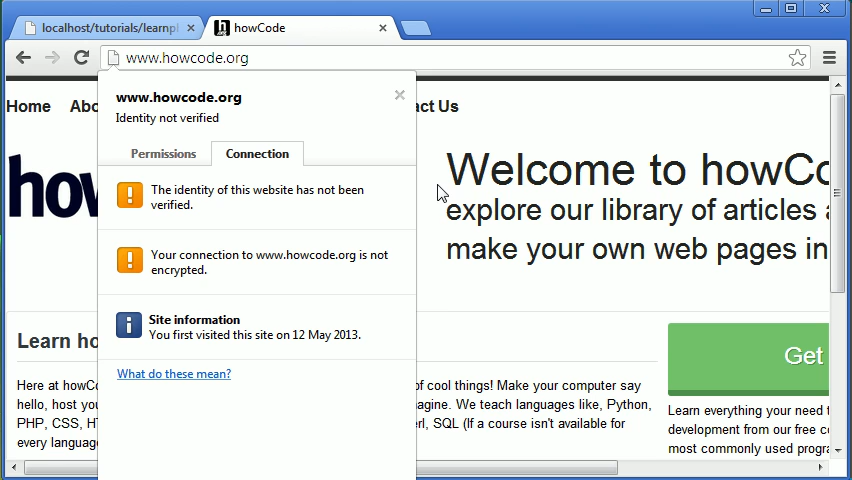 localhost/tutorials/learnpl
howCode
www.howcode.org
Home
act Us
www.howcode.org
Identity not verified
Permissions
Connection
The identity of this website has not been
verified.
Your connection to www.howcode.org is not
encrypted.
Site information
You first visited this site on 12 May 2013.
What do these mean?
how
Welcome to howCo
explore our library of articles a
make your own web pages in
Learn ho
Here at howCo
of cool things! Make your computer say
hello, host you
agine. We teach languages like, Python,
PHP, CSS, HT
erl, SQL (If a course isn't available for
every language
Get
Learn everything your need t
development from our free co
most commonly used progra